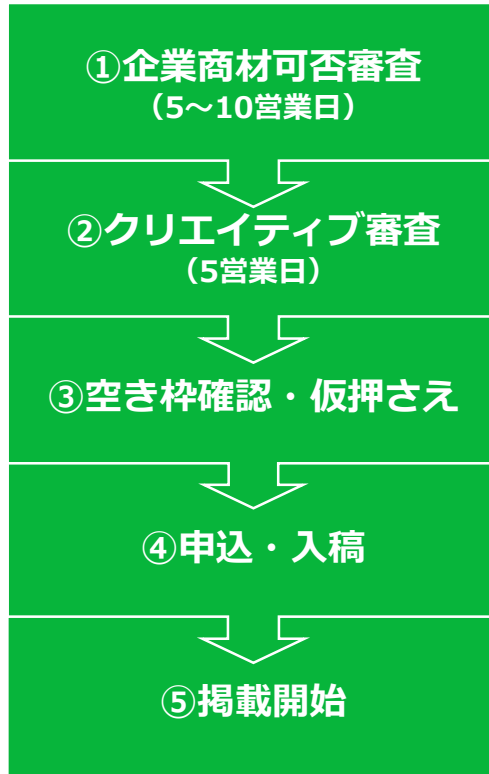 ①企業商材可否審査
（5～10営業日）
②クリエイティブ審査
（5営業日）
③空き枠確認・仮押さえ
④申込・入稿
⑤掲載開始